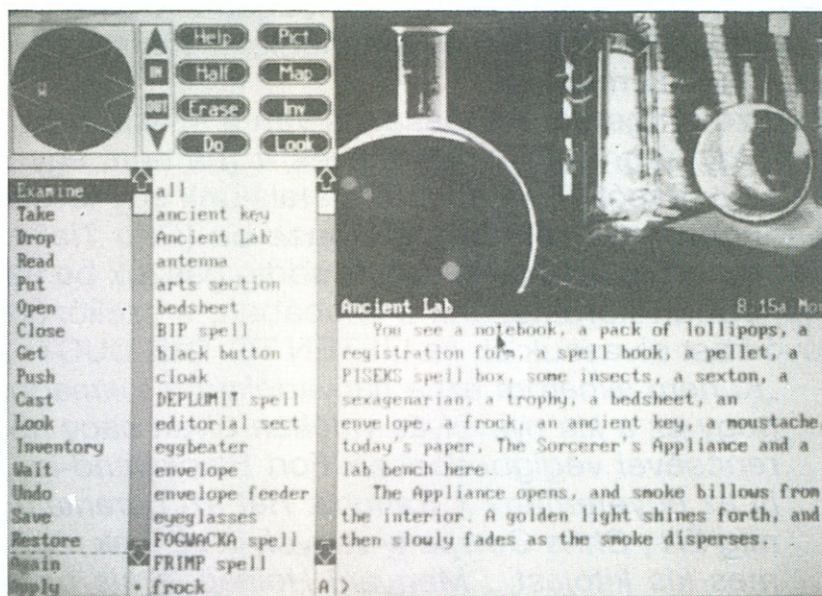 Help
Pict
Half
Map
Erase
Inv
Do
Look
IN
OUT
W
Examine
Take
Drop
Read
Put
Open
Close
Get
Push
Cast
Look
Inventory
Wait
Undo
Save
Restore
Again
Apply
all
ancient key
Ancient Lab
antenna
arts section
bedsheet
BIP spell
black button
cloak
DEPLUMIT spell
editorial sect
eggbeater
envelope
envelope feeder
eyeglasses
FOGWACKA spell
FRIMP spell
frock
Ancient Lab 8:15a Mon
You see a notebook, a pack of lollipops, a
registration form, a spell book, a pellet, a
PISEKS spell box, some insects, a sexton, a
sexagenarian, a trophy, a bedsheet, an
envelope, a frock, an ancient key, a moustache,
today's paper, The Sorcerer's Appliance and a
lab bench here.
The Appliance opens, and smoke billows from
the interior. A golden light shines forth, and
then slowly fades as the smoke disperses.
A >